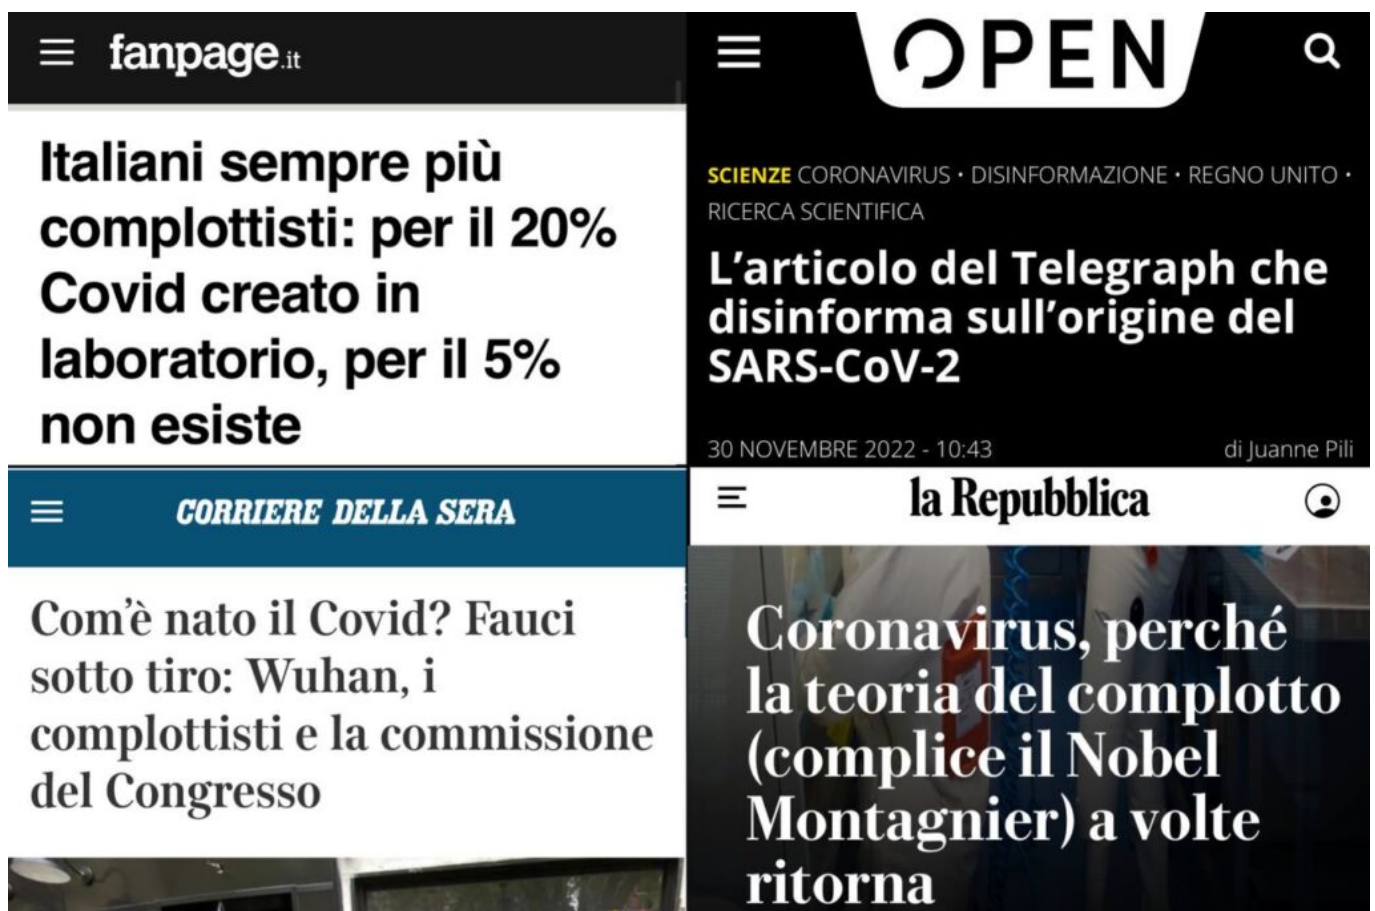 fanpage.it
Italiani sempre più
complottisti: per il 20%
Covid creato in
laboratorio, per il 5%
non esiste
OPEN
SCIENZE CORONAVIRUS • DISINFORMAZIONE • REGNO UNITO •
RICERCA SCIENTIFICA
L'articolo del Telegraph che
disinforma sull'origine del
SARS-CoV-2
30 NOVEMBRE 2022 - 10:43
di Juanne Pili
CORRIERE DELLA SERA
Com'è nato il Covid? Fauci
sotto tiro: Wuhan, i
complottisti e la commissione
del Congresso
la Repubblica
Coronavirus, perché
la teoria del complotto
(complice il Nobel
Montagnier) a volte
ritorna